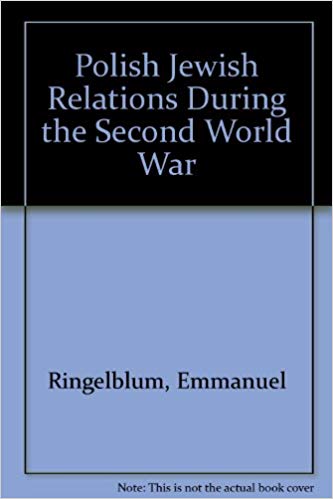 Polish Jewish
Relations During
the Second World
War
Ringelblum, Emmanuel
Note: This is not the actual book cover